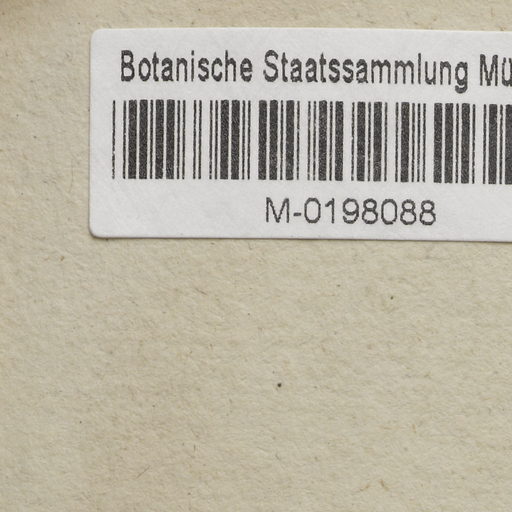 Botanische Staatssammlung Mü
M-0198088